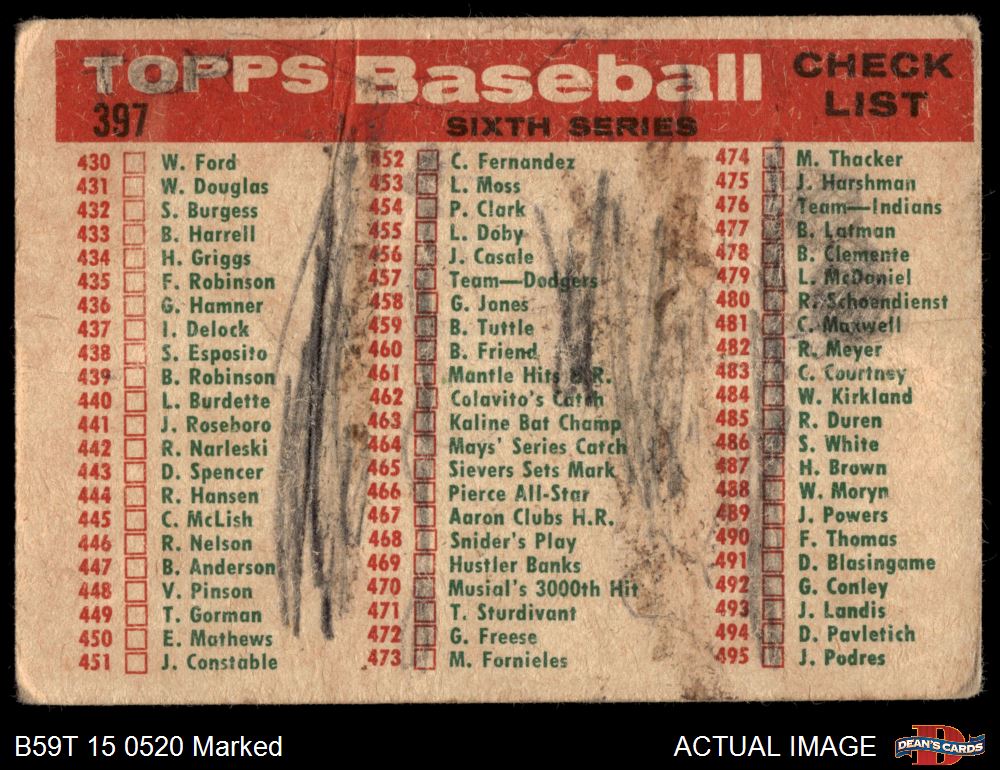 TOPPS Baseball CHECK LIST
397
SIXTH SERIES
430 W. Ford
431 W. Douglas
432 S. Burgess
433 B. Harrell
434 H. Griggs
435 F. Robinson
436 G. Hamner
437 I. Delock
438 S. Esposito
439 B. Robinson
440 L. Burdette
441 J. Roseboro
442 R. Narleski
443 D. Spencer
444 R. Hansen
445 C. McLish
446 R. Nelson
447 B. Anderson
448 V. Pinson
449 T. Gorman
450 E. Mathews
451 J. Constable
452 C. Fernandez
453 L. Moss
454 P. Clark
455 L. Doby
456 J. Casale
457 Team—Dodgers
458 G. Jones
459 B. Tuttle
460 B. Friend
461 Mantle Hits H.R.
462 Colavito's Catch
463 Kaline Bat Champ
464 Mays' Series Catch
465 Sievers Sets Mark
466 Pierce All-Star
467 Aaron Clubs H.R.
468 Snider's Play
469 Hustler Banks
470 Musial's 3000th Hit
471 T. Sturdivant
472 G. Freese
473 M. Fornieles
474 M. Thacker
475 J. Harshman
476 Team—Indians
477 B. Latman
478 B. Clemente
479 L. McDaniel
480 R. Schoendienst
481 C. Maxwell
482 R. Meyer
483 C. Courtney
484 W. Kirkland
485 R. Duren
486 S. White
487 H. Brown
488 W. Moryn
489 J. Powers
490 F. Thomas
491 D. Blasingame
492 G. Conley
493 J. Landis
494 D. Pavletich
495 J. Podres
B59T 15 0520 Marked
ACTUAL IMAGE
DEAN'S CARDS